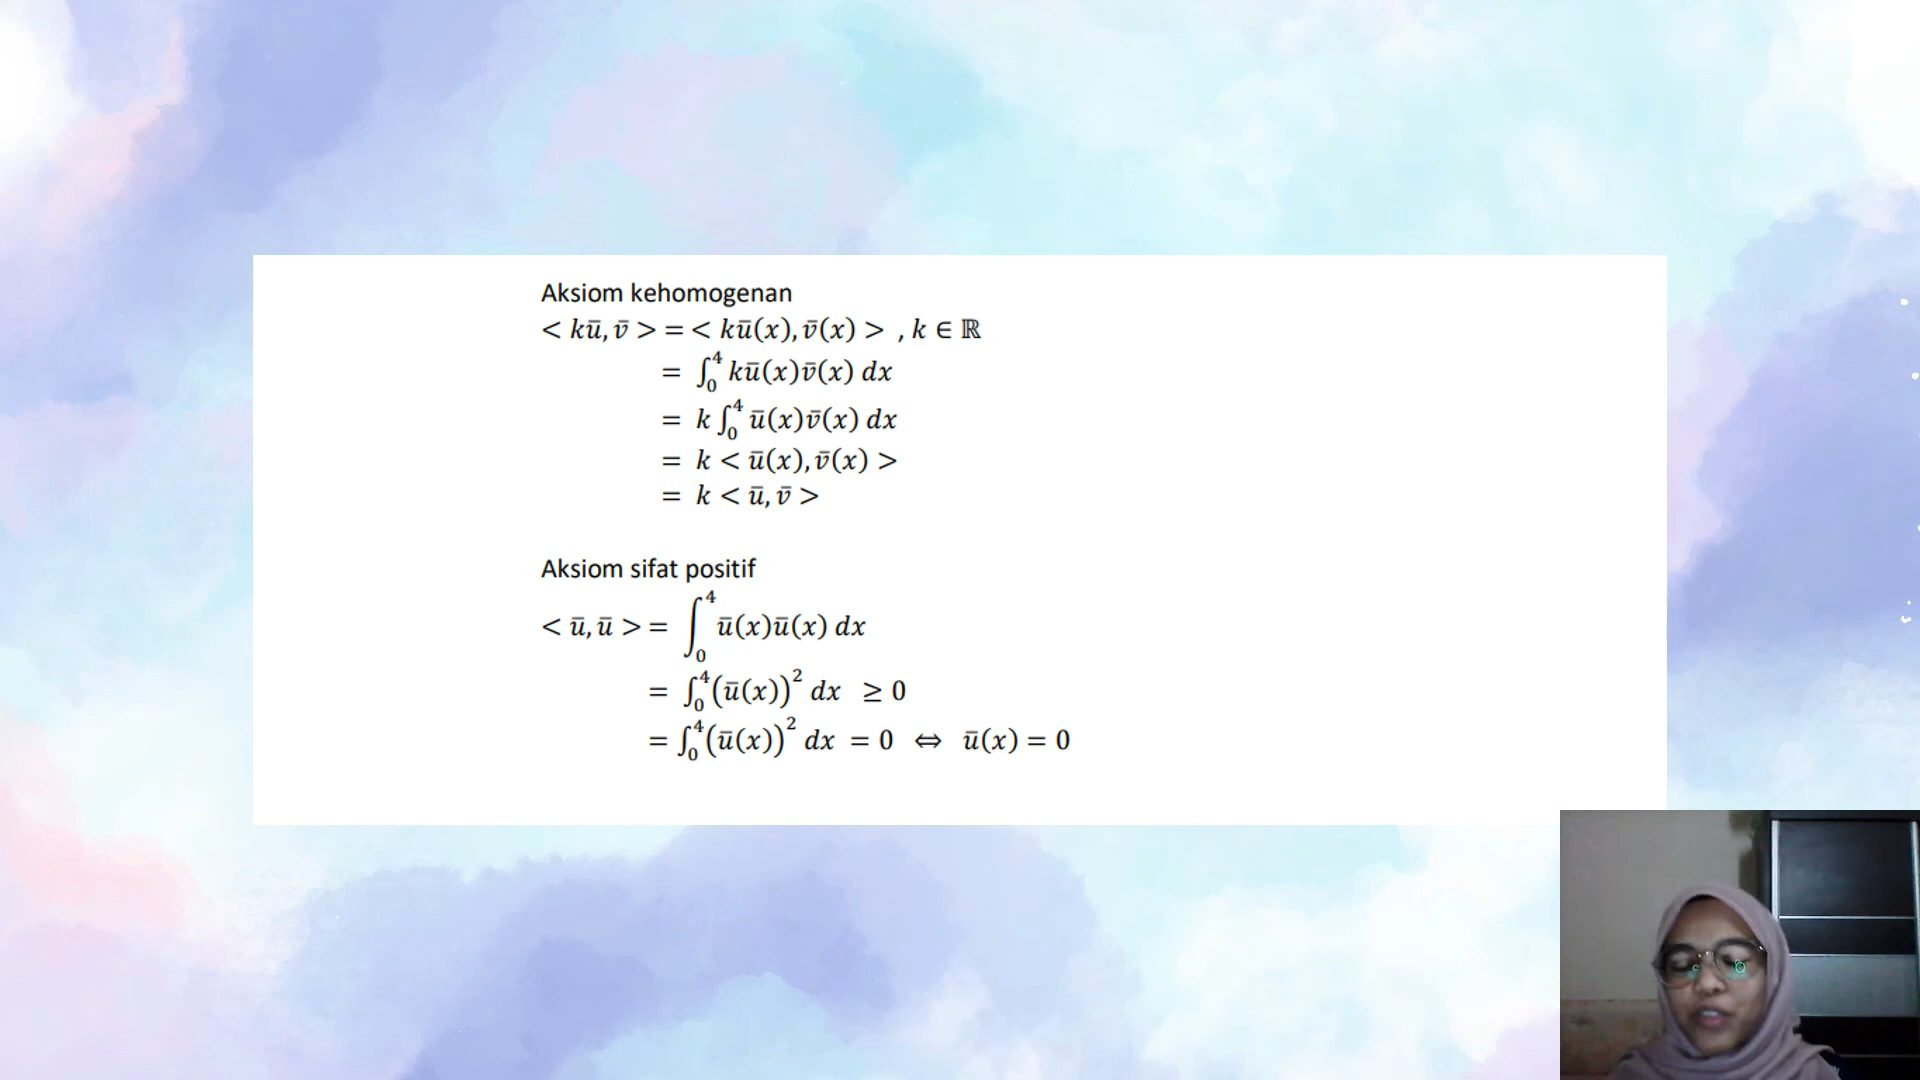 Aksiom kehomogenan
< kū, v̄ > = < kū(x), v̄(x) > , k ∈ ℝ
= ∫₀⁴ kū(x)v̄(x) dx
= k ∫₀⁴ ū(x)v̄(x) dx
= k < ū(x), v̄(x) >
= k < ū, v̄ >
Aksiom sifat positif
< ū, ū > = ∫₀⁴ ū(x)ū(x) dx
= ∫₀⁴ (ū(x))² dx ≥ 0
= ∫₀⁴ (ū(x))² dx = 0 ⇔ ū(x) = 0